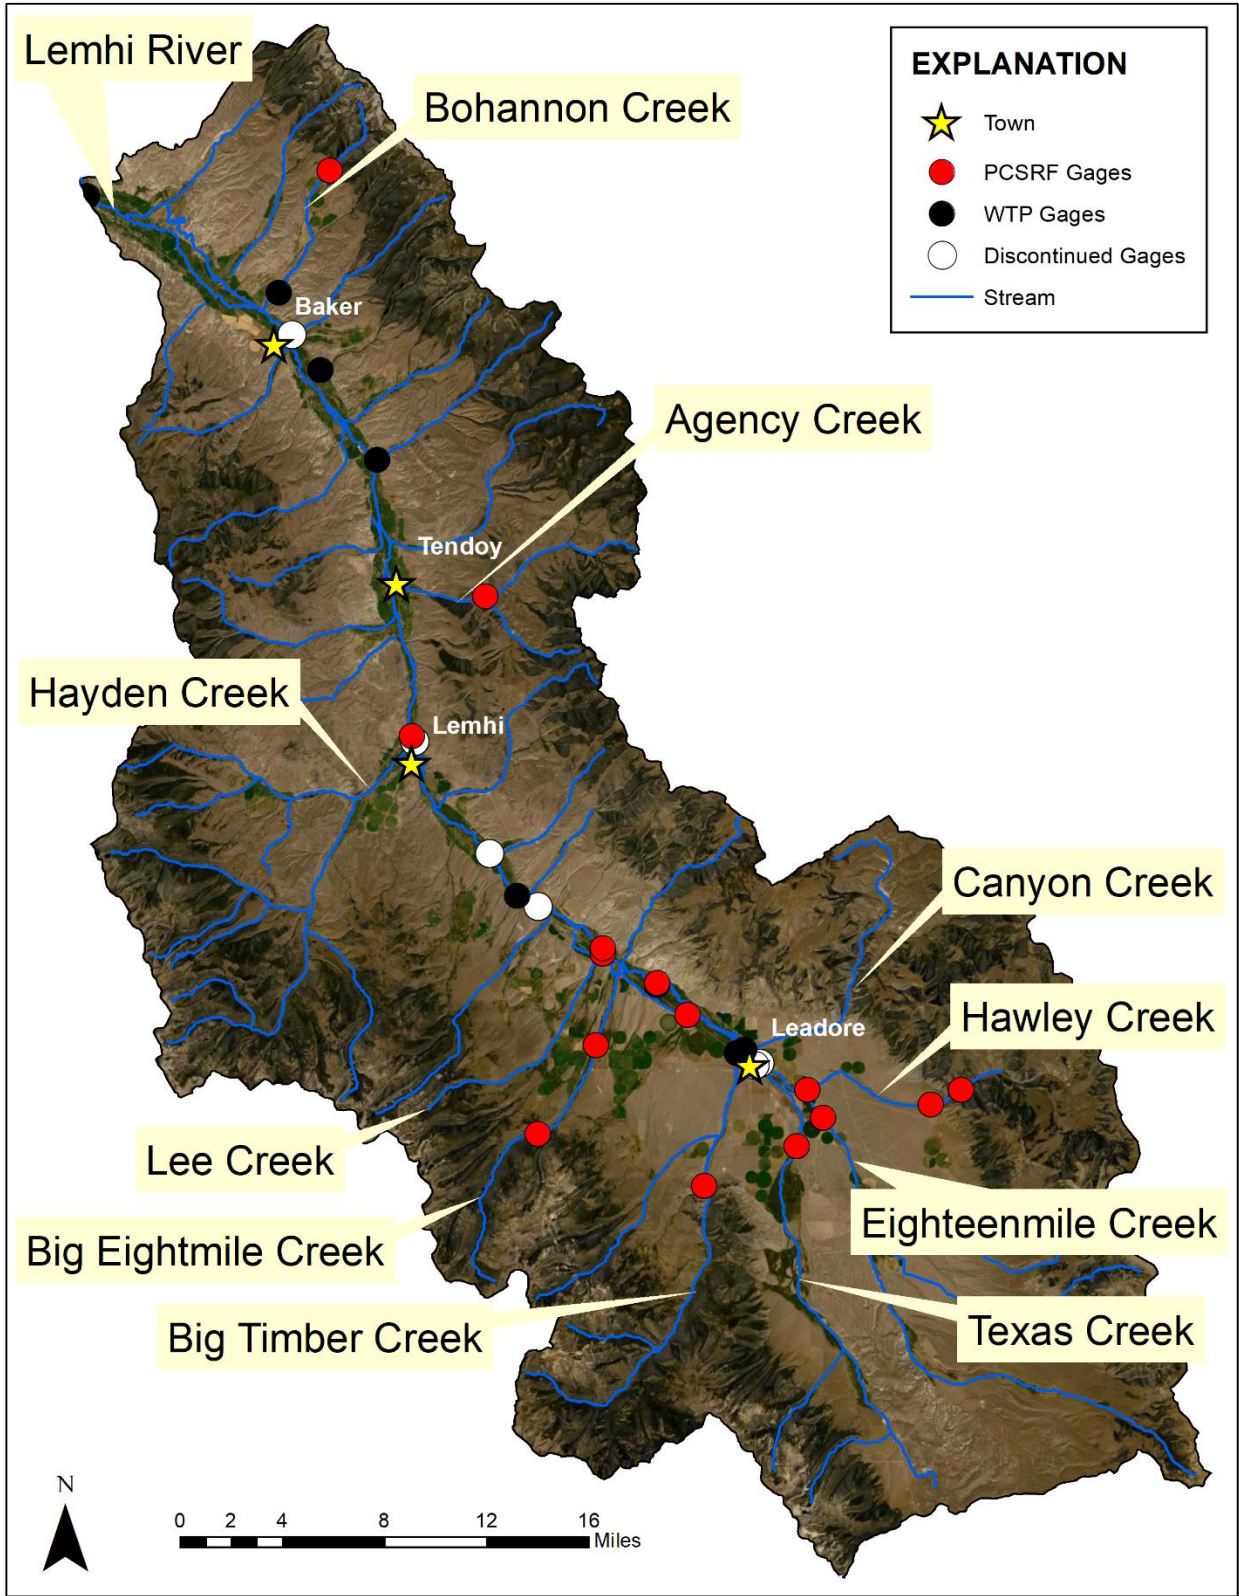 Lemhi River
Bohannon Creek
EXPLANATION
Town
PCSRF Gages
WTP Gages
Discontinued Gages
Stream
Baker
Agency Creek
Tendoy
Hayden Creek
Lemhi
Canyon Creek
Hawley Creek
Leadore
Lee Creek
Eighteenmile Creek
Big Eightmile Creek
Big Timber Creek
Texas Creek
N
0 2 4 8 12 16
Miles